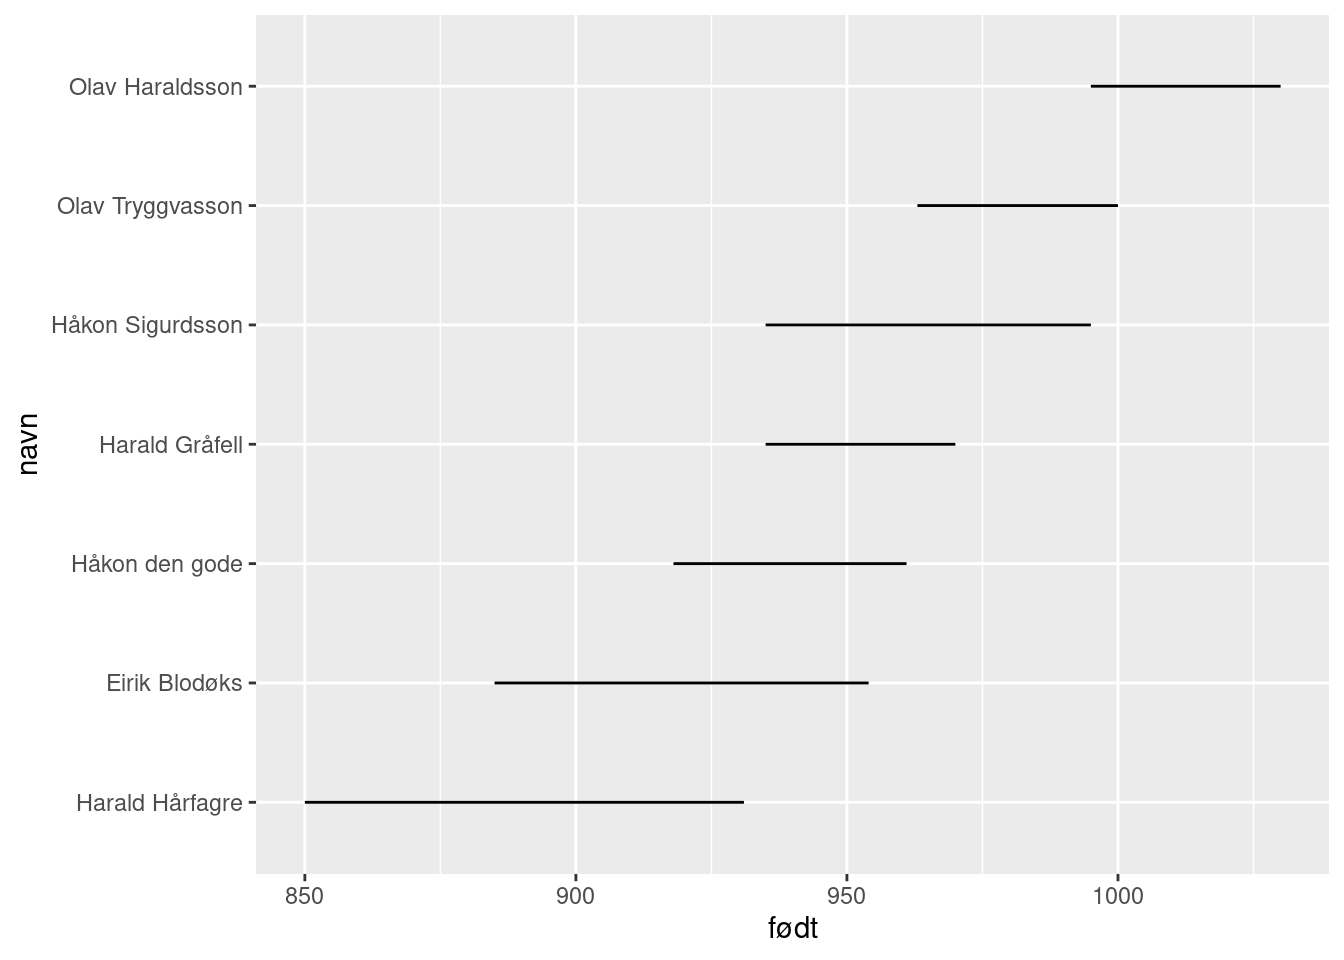 Olav Haraldsson
Olav Tryggvasson
Håkon Sigurdsson
Harald Gråfell
Håkon den gode
Eirik Blodøks
Harald Hårfagre
navn
850 900 950 1000
født